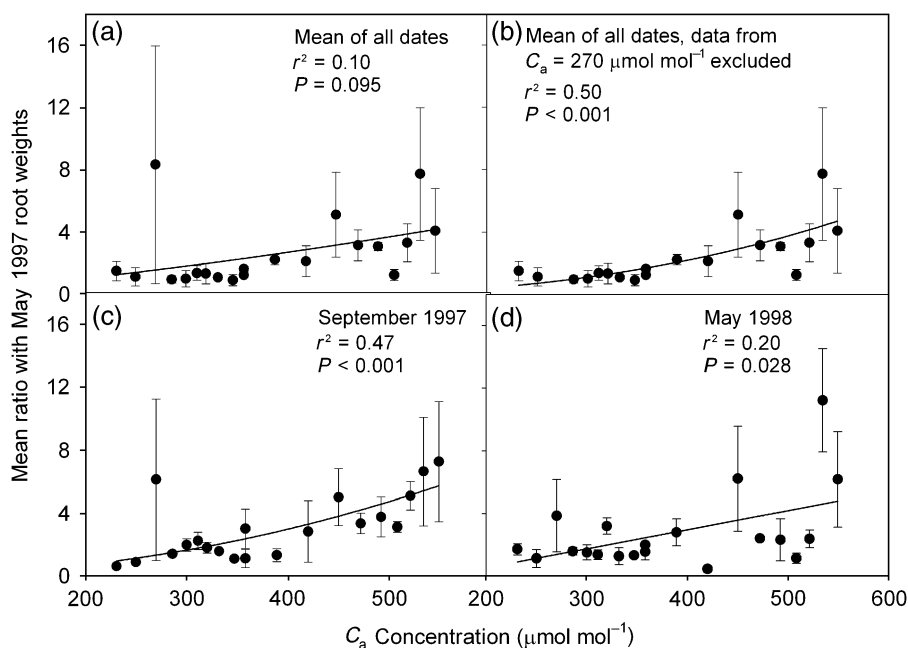 (a)
Mean of all dates
r² = 0.10
P = 0.095
(b)
Mean of all dates, data from
Cₐ = 270 μmol mol⁻¹ excluded
r² = 0.50
P < 0.001
16
12
8
4
0
(c)
September 1997
r² = 0.47
P < 0.001
(d)
May 1998
r² = 0.20
P = 0.028
16
12
8
4
0
200 300 400 500 200 300 400 500 600
Mean ratio with May 1997 root weights
Cₐ Concentration (μmol mol⁻¹)